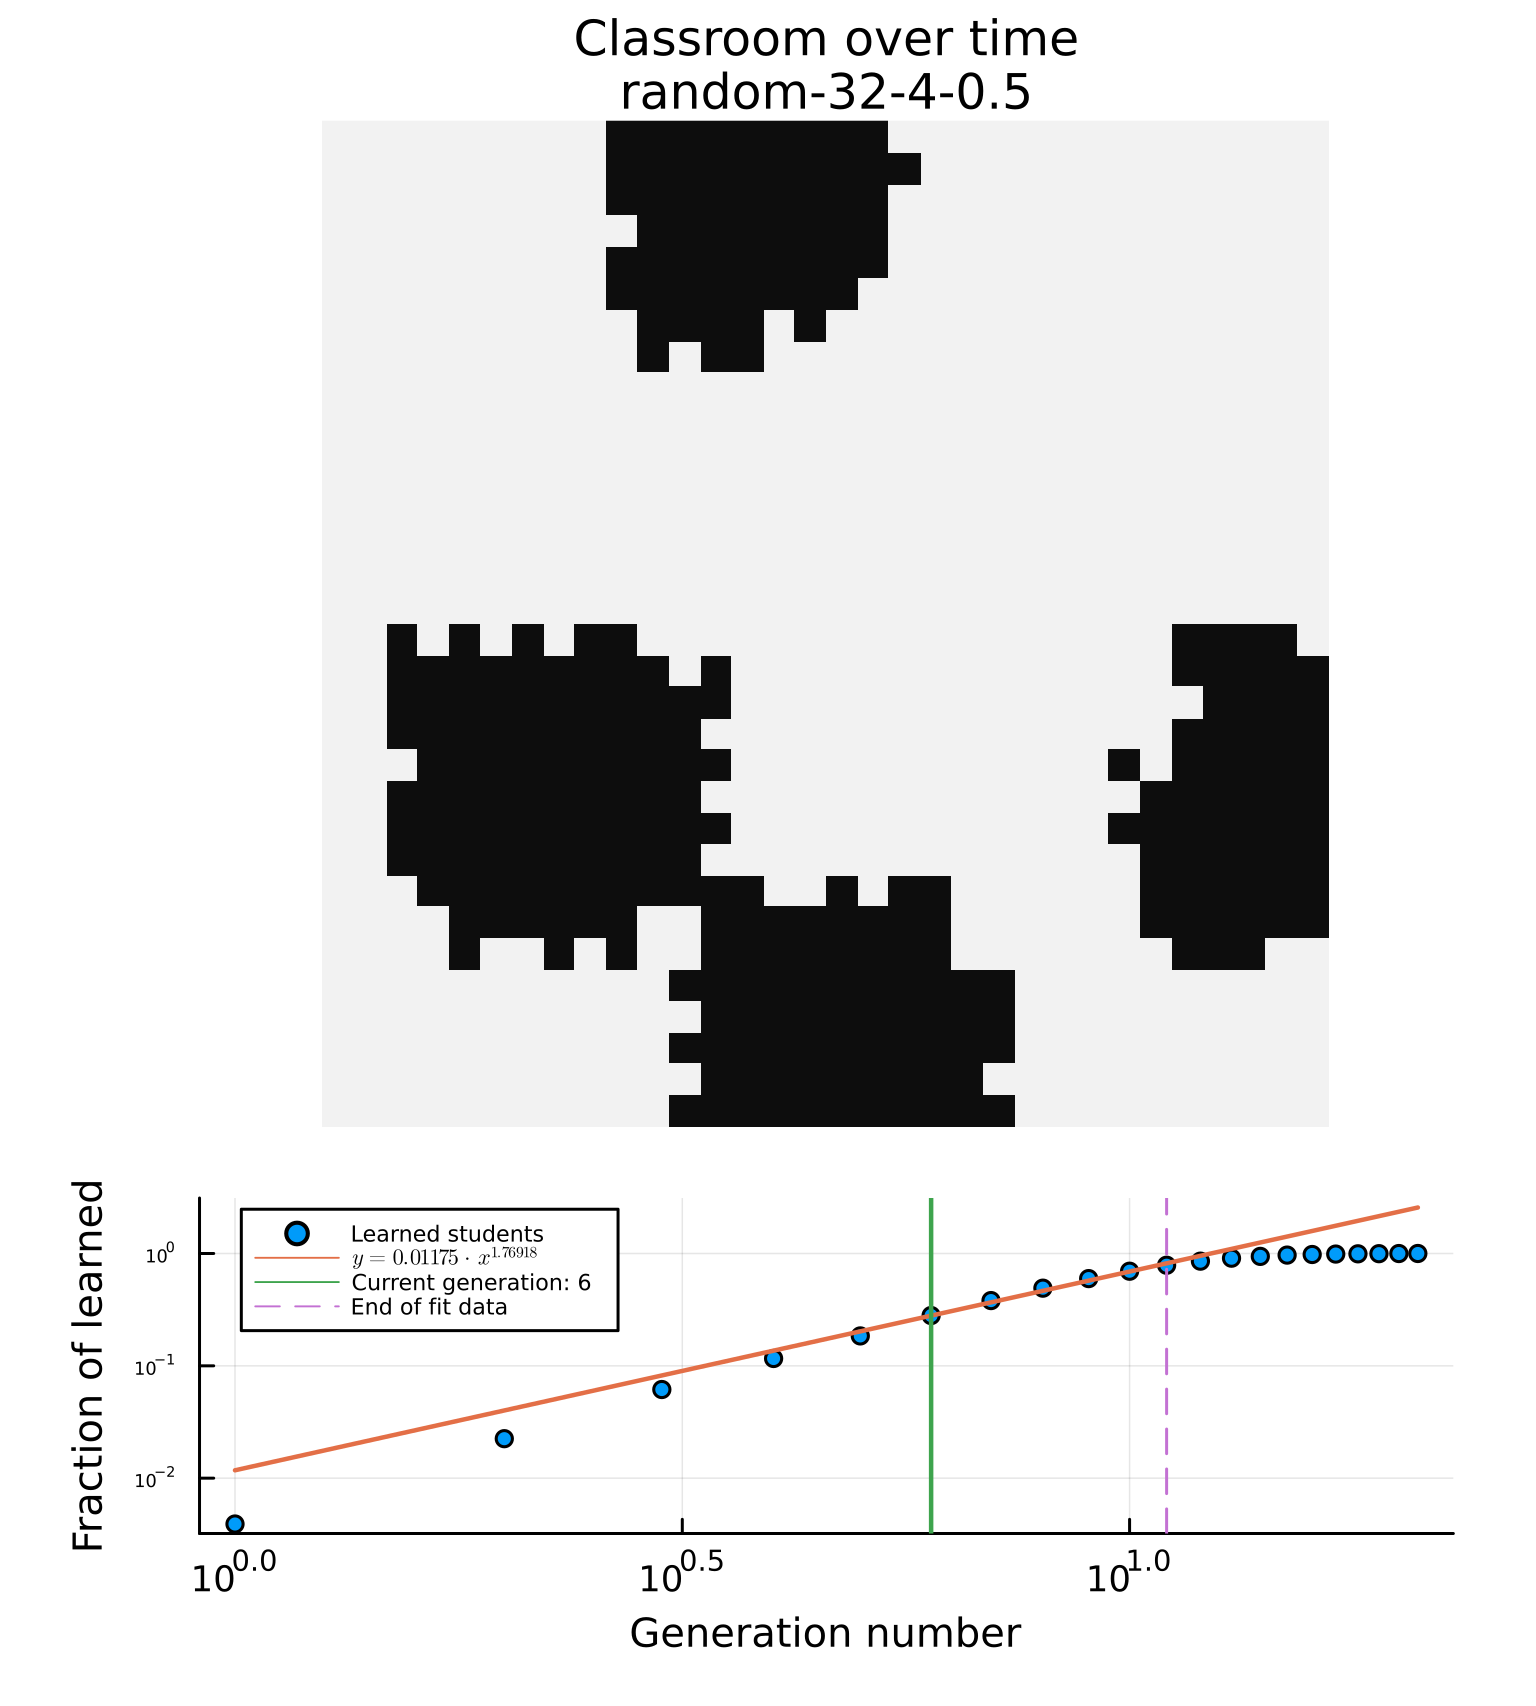 Classroom over time
random-32-4-0.5
Fraction of learned
10⁰
10⁻¹
10⁻²
Learned students
y = 0.01175 · x^1.76918
Current generation: 6
End of fit data
10^0.0
10^0.5
10^1.0
Generation number